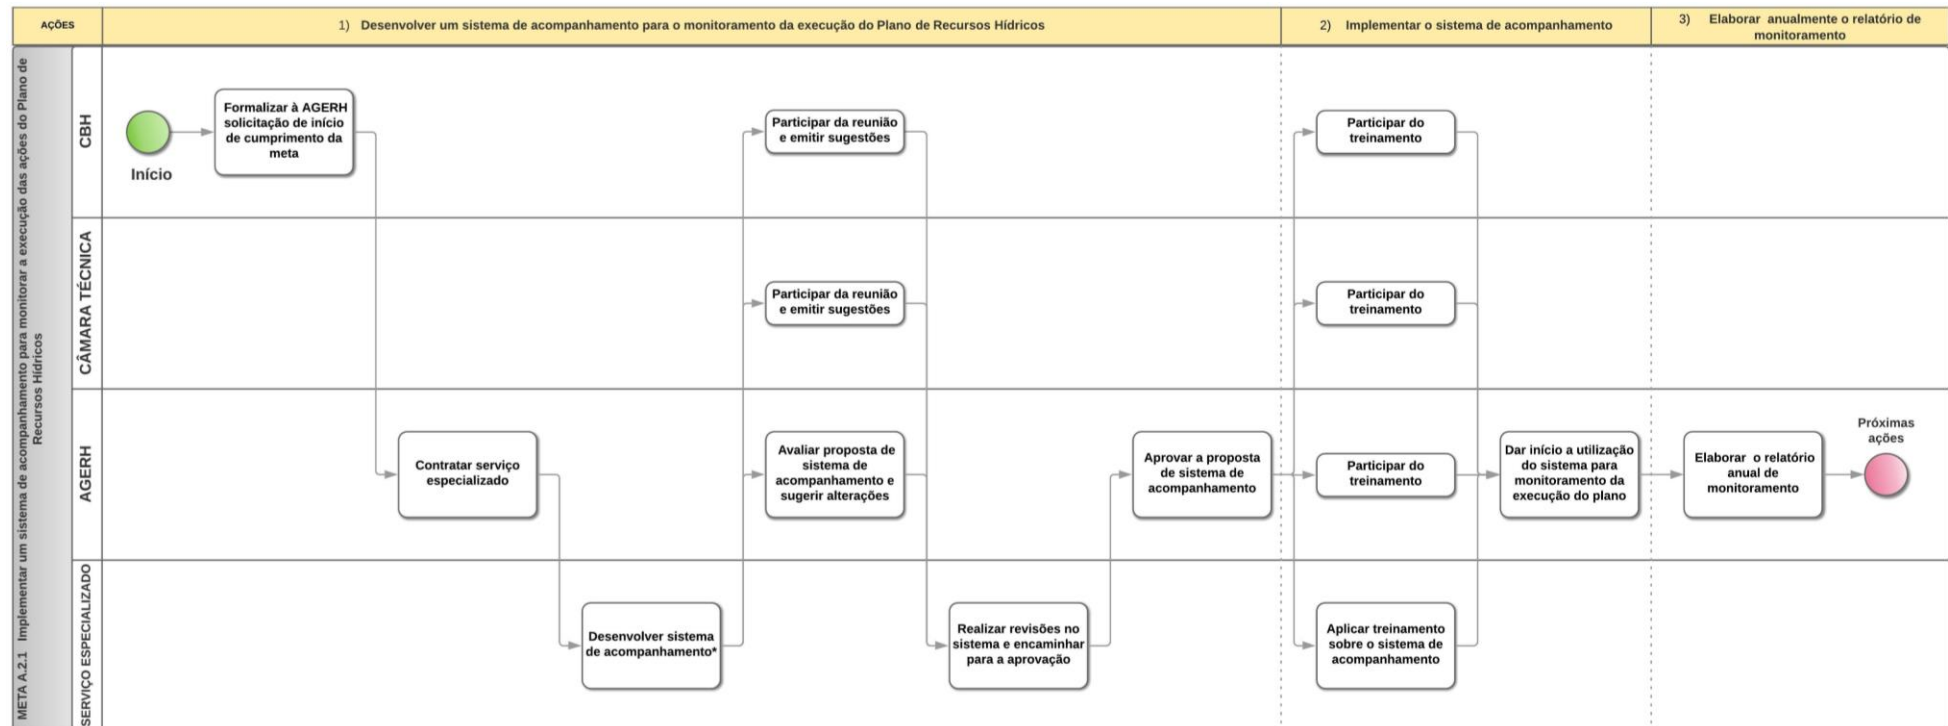 AÇÕES
1) Desenvolver um sistema de acompanhamento para o monitoramento da execução do Plano de Recursos Hídricos
2) Implementar o sistema de acompanhamento
3) Elaborar anualmente o relatório de
monitoramento
META A.2.1 Implementar um sistema de acompanhamento para monitorar a execução das ações do Plano de
Recursos Hídricos
CBH
Início
Formalizar à AGERH
solicitação de início
de cumprimento da
meta
Participar da reunião
e emitir sugestões
Participar do
treinamento
CÂMARA TÉCNICA
Participar da reunião
e emitir sugestões
Participar do
treinamento
AGERH
Contratar serviço
especializado
Avaliar proposta de
sistema de
acompanhamento e
sugerir alterações
Aprovar a proposta
de sistema de
acompanhamento
Participar do
treinamento
Dar início a utilização
do sistema para
monitoramento da
execução do plano
Elaborar o relatório
anual de
monitoramento
Próximas
ações
SERVIÇO ESPECIALIZADO
Desenvolver sistema
de acompanhamento*
Realizar revisões no
sistema e encaminhar
para a aprovação
Aplicar treinamento
sobre o sistema de
acompanhamento